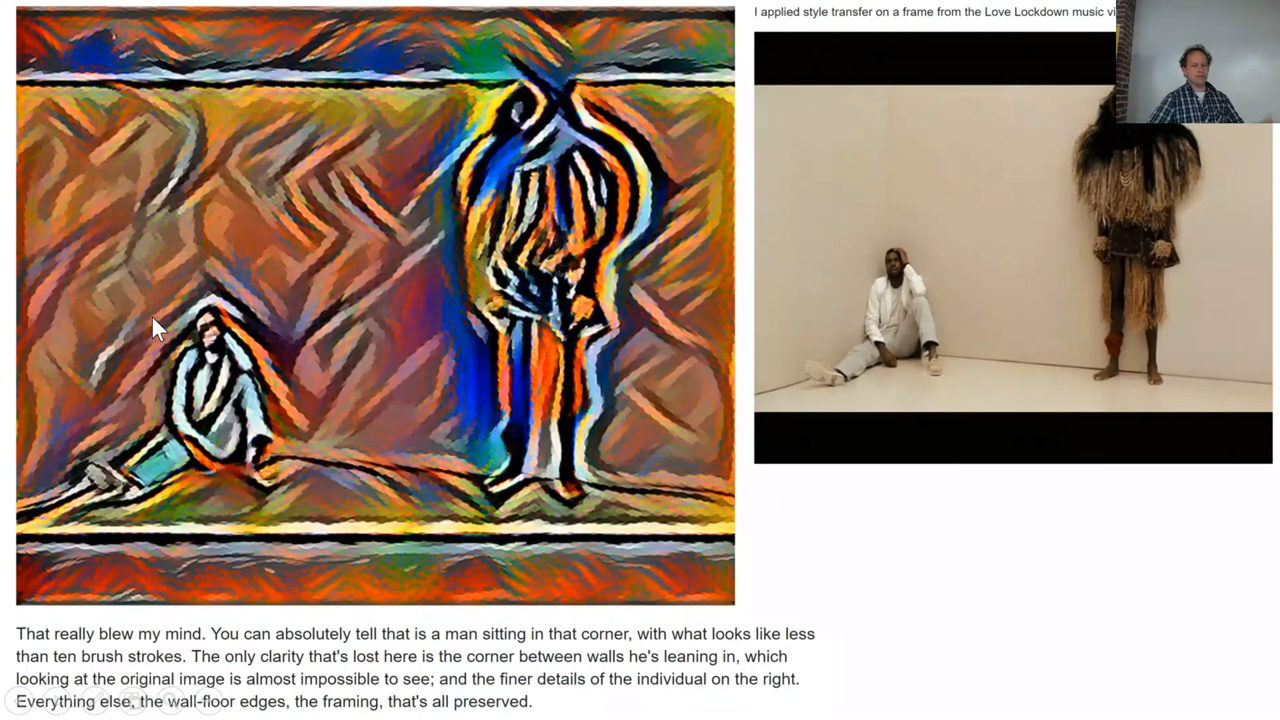 I applied style transfer on a frame from the Love Lockdown music
That really blew my mind. You can absolutely tell that is a man sitting in that corner, with what looks like less
than ten brush strokes. The only clarity that's lost here is the corner between walls he's leaning in, which
looking at the original image is almost impossible to see; and the finer details of the individual on the right.
Everything else, the wall-floor edges, the framing, that's all preserved.